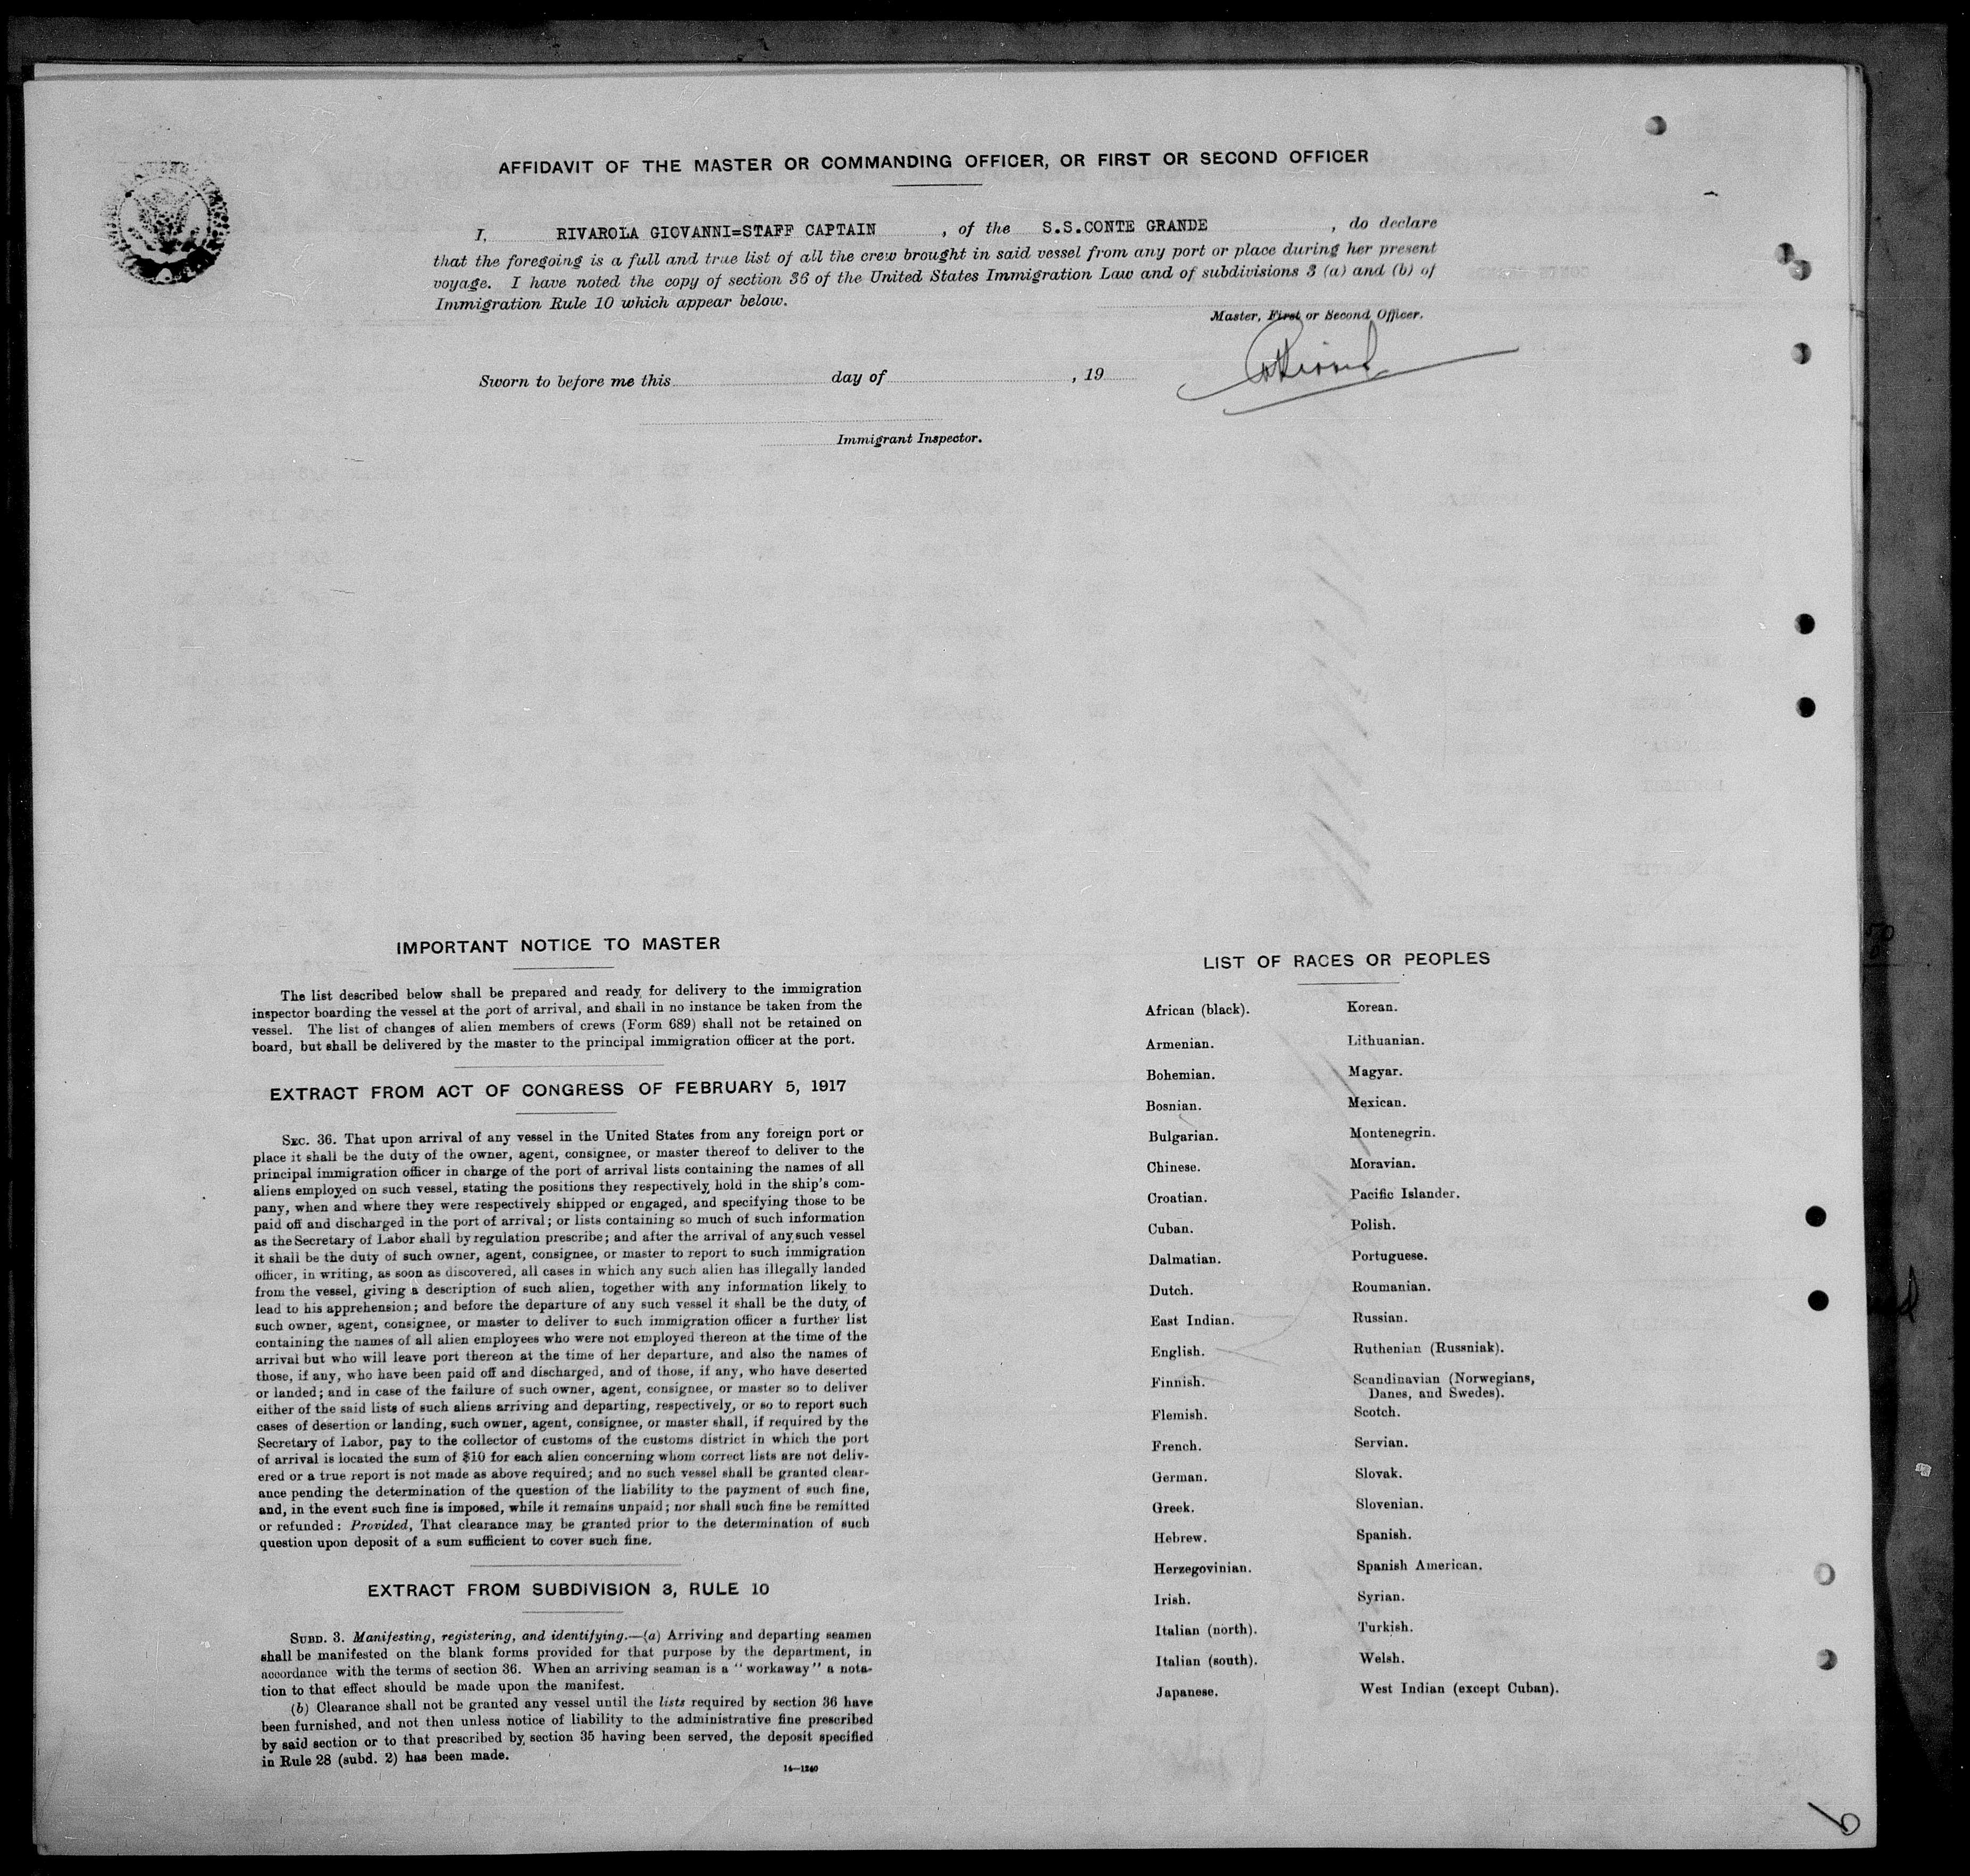 AFFIDAVIT OF THE MASTER OR COMMANDING OFFICER, OR FIRST OR SECOND OFFICER
I, RIVAROLA GIOVANNI=STAFF CAPTAIN , of the S.S.CONTE GRANDE , do declare
that the foregoing is a full and true list of all the crew brought in said vessel from any port or place during her present
voyage. I have noted the copy of section 36 of the United States Immigration Law and of subdivisions 3 (a) and (b) of
Immigration Rule 10 which appear below.
Master, First or Second Officer.
Sworn to before me this day of , 19
Immigrant Inspector.
IMPORTANT NOTICE TO MASTER
The list described below shall be prepared and ready for delivery to the immigration
inspector boarding the vessel at the port of arrival, and shall in no instance be taken from the
vessel. The list of changes of alien members of crews (Form 689) shall not be retained on
board, but shall be delivered by the master to the principal immigration officer at the port.
EXTRACT FROM ACT OF CONGRESS OF FEBRUARY 5, 1917
SEC. 36. That upon arrival of any vessel in the United States from any foreign port or
place it shall be the duty of the owner, agent, consignee, or master thereof to deliver to the
principal immigration officer in charge of the port of arrival lists containing the names of all
aliens employed on such vessel, stating the positions they respectively hold in the ship's com-
pany, when and where they were respectively shipped or engaged, and specifying those to be
paid off and discharged in the port of arrival; or lists containing so much of such information
as the Secretary of Labor shall by regulation prescribe; and after the arrival of any such vessel
it shall be the duty of such owner, agent, consignee, or master to report to such immigration
officer, in writing, as soon as discovered, all cases in which any such alien has illegally landed
from the vessel, giving a description of such alien, together with any information likely to
lead to his apprehension; and before the departure of any such vessel it shall be the duty of
such owner, agent, consignee, or master to deliver to such immigration officer a further list
containing the names of all alien employees who were not employed thereon at the time of the
arrival but who will leave port thereon at the time of her departure, and also the names of
those, if any, who have been paid off and discharged, and of those, if any, who have deserted
or landed; and in case of the failure of such owner, agent, consignee, or master so to deliver
either of the said lists of such aliens arriving and departing, respectively, or so to report such
cases of desertion or landing, such owner, agent, consignee, or master shall, if required by the
Secretary of Labor, pay to the collector of customs of the customs district in which the port
of arrival is located the sum of $10 for each alien concerning whom correct lists are not deliv-
ered or a true report is not made as above required; and no such vessel shall be granted clear-
ance pending the determination of the question of the liability to the payment of such fine,
and, in the event such fine is imposed, while it remains unpaid; nor shall such fine be remitted
or refunded: Provided, That clearance may be granted prior to the determination of such
question upon deposit of a sum sufficient to cover such fine.
EXTRACT FROM SUBDIVISION 3, RULE 10
SUBD. 3. Manifesting, registering, and identifying.—(a) Arriving and departing seamen
shall be manifested on the blank forms provided for that purpose by the department, in
accordance with the terms of section 36. When an arriving seaman is a "workaway" a nota-
tion to that effect should be made upon the manifest.
(b) Clearance shall not be granted any vessel until the lists required by section 36 have
been furnished, and not then unless notice of liability to the administrative fine prescribed
by said section or to that prescribed by section 35 having been served, the deposit specified
in Rule 28 (subd. 2) has been made.
14—1240
LIST OF RACES OR PEOPLES
African (black).
Armenian.
Bohemian.
Bosnian.
Bulgarian.
Chinese.
Croatian.
Cuban.
Dalmatian.
Dutch.
East Indian.
English.
Finnish.
Flemish.
French.
German.
Greek.
Hebrew.
Herzegovinian.
Irish.
Italian (north).
Italian (south).
Japanese.
Korean.
Lithuanian.
Magyar.
Mexican.
Montenegrin.
Moravian.
Pacific Islander.
Polish.
Portuguese.
Roumanian.
Russian.
Ruthenian (Russniak).
Scandinavian (Norwegians,
Danes, and Swedes).
Scotch.
Servian.
Slovak.
Slovenian.
Spanish.
Spanish American.
Syrian.
Turkish.
Welsh.
West Indian (except Cuban).